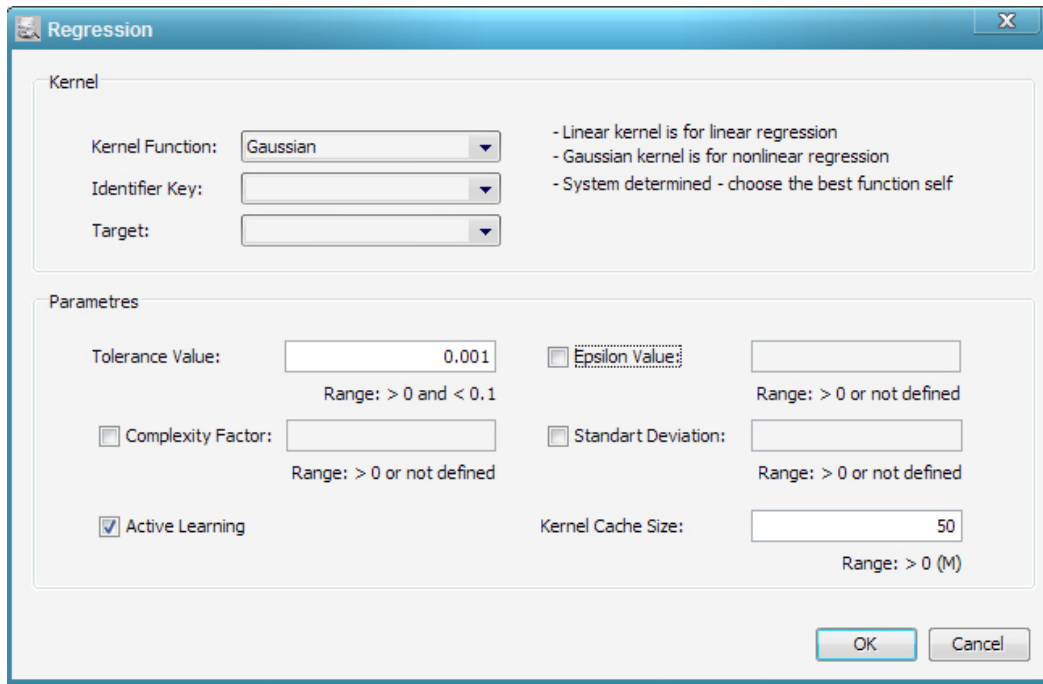 Regression
Kernel
Kernel Function: Gaussian
Identifier Key:
Target:
- Linear kernel is for linear regression
- Gaussian kernel is for nonlinear regression
- System determined - choose the best function self
Parametres
Tolerance Value: 0.001
Range: > 0 and < 0.1
Epsilon Value:
Range: > 0 or not defined
Complexity Factor:
Range: > 0 or not defined
Standart Deviation:
Range: > 0 or not defined
Active Learning
Kernel Cache Size: 50
Range: > 0 (M)
OK
Cancel